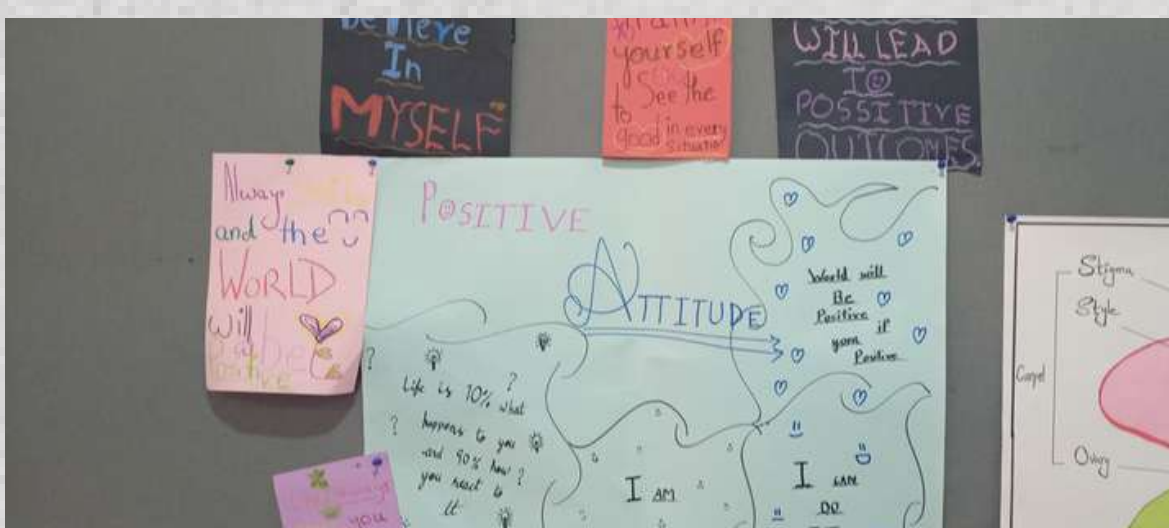 believe
In
MYSELF
yourself
to See the
good in every
situation
WILL LEAD
TO
POSSITIVE
OUTCOMES.
Always
and the
WORLD
will
be
Positive
POSITIVE
ATTITUDE
World will
Be
Positive
if
Positive
?
?
Life is 10% what
? happens to you
and 90% how ?
you react to
it
I AM
I CAN
DO
you
Stigma
Style
Carpel
Ovary